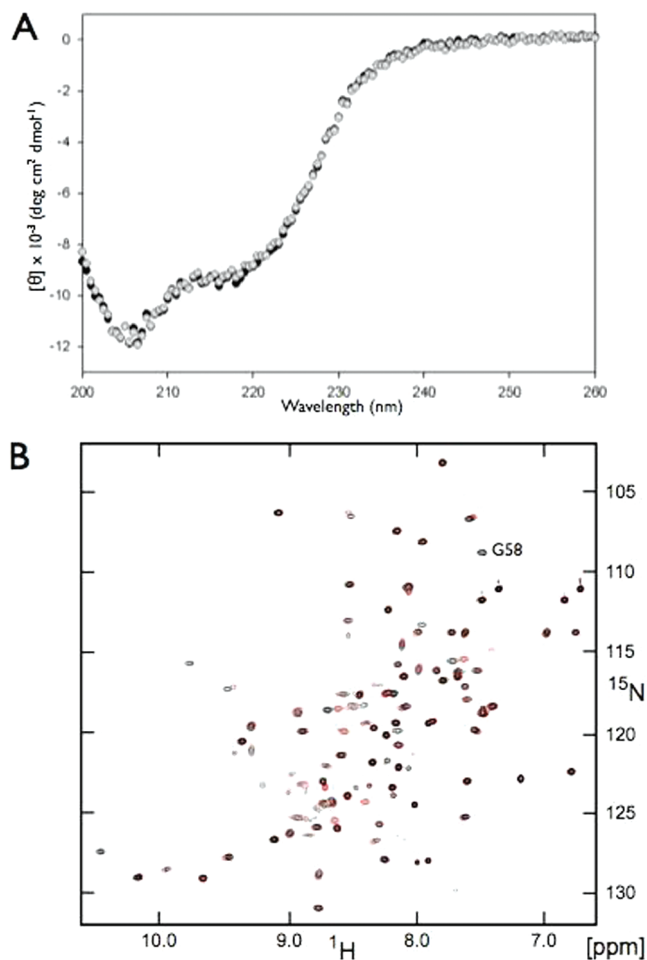 A
[θ] x 10⁻³ (deg cm² dmol⁻¹)
0
-2
-4
-6
-8
-10
-12
200 210 220 230 240 250 260
Wavelength (nm)
B
G58
105
110
115
¹⁵N
120
125
130
10.0 9.0 ¹H 8.0 7.0 [ppm]